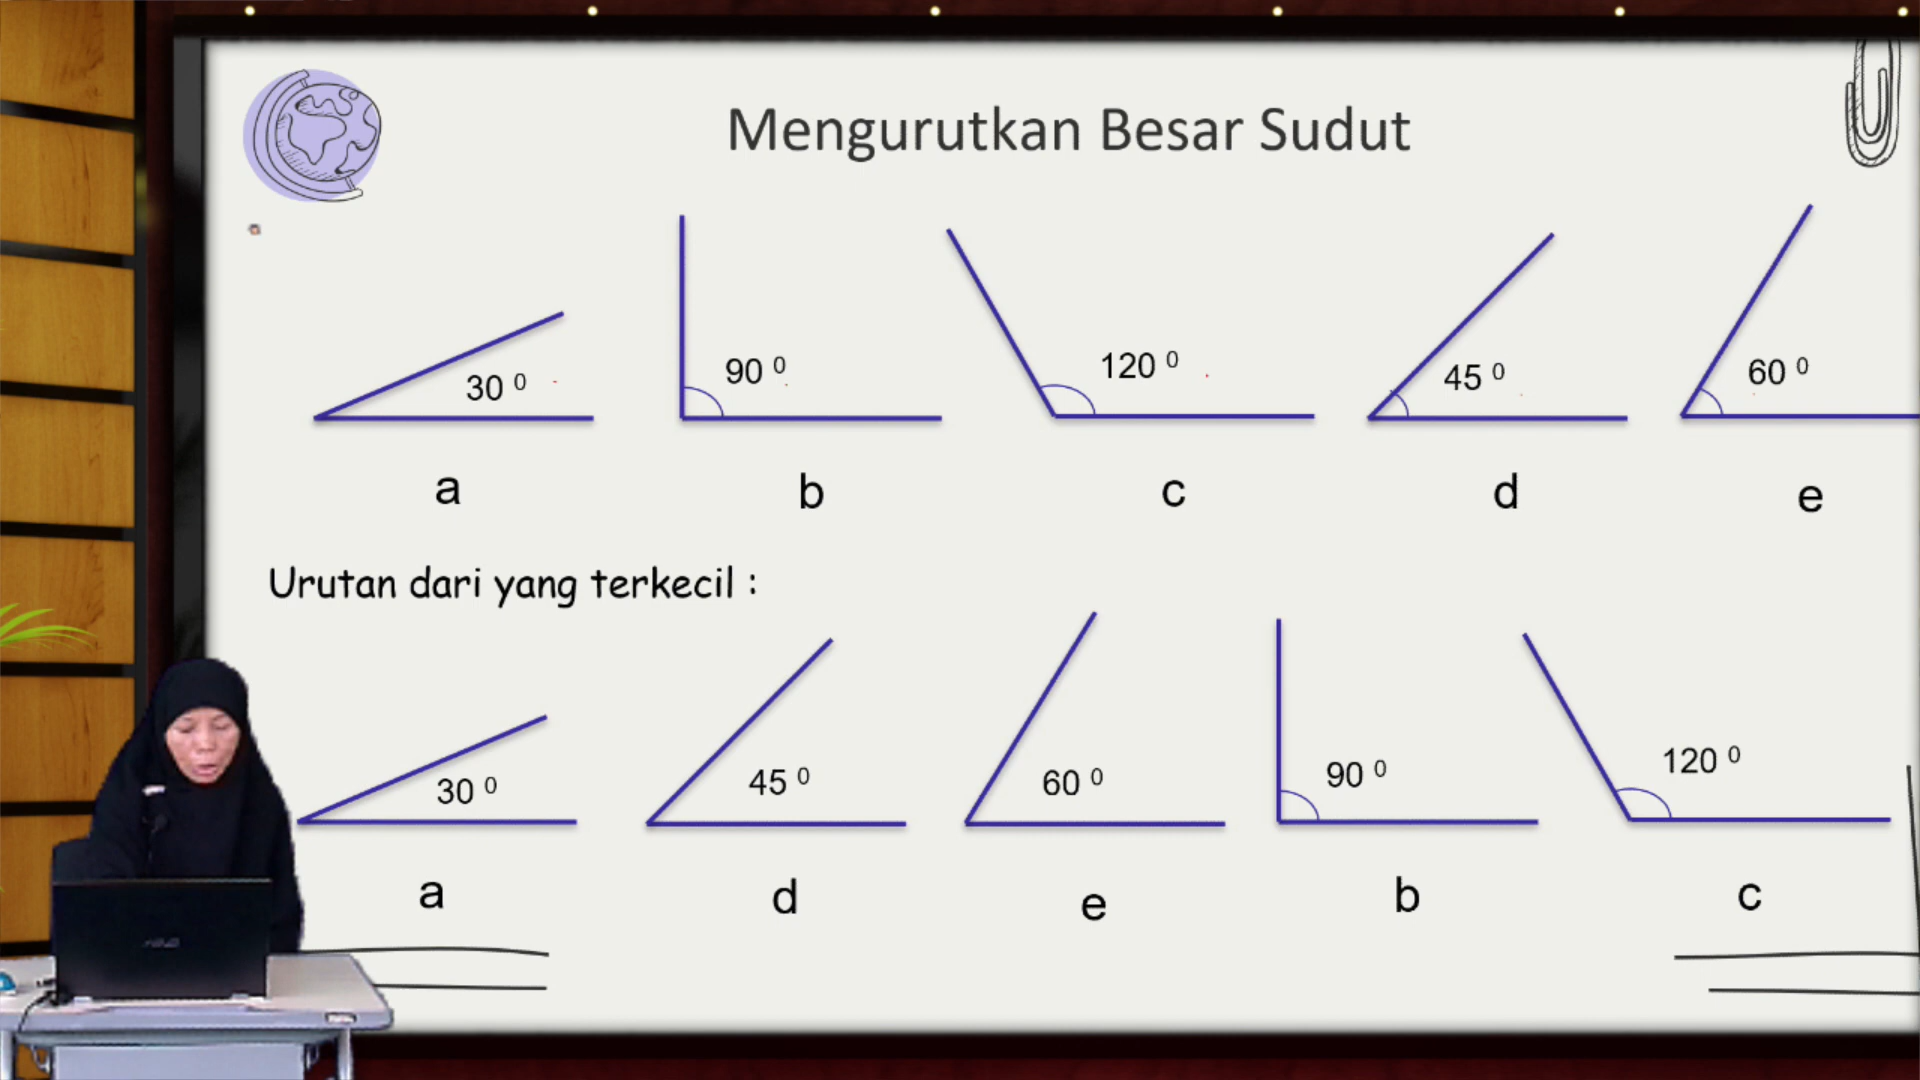 Mengurutkan Besar Sudut
30 0 90 0 120 0 45 0 60 0
a b c d e
Urutan dari yang terkecil :
30 0 45 0 60 0 90 0 120 0
a d e b c
ASUS